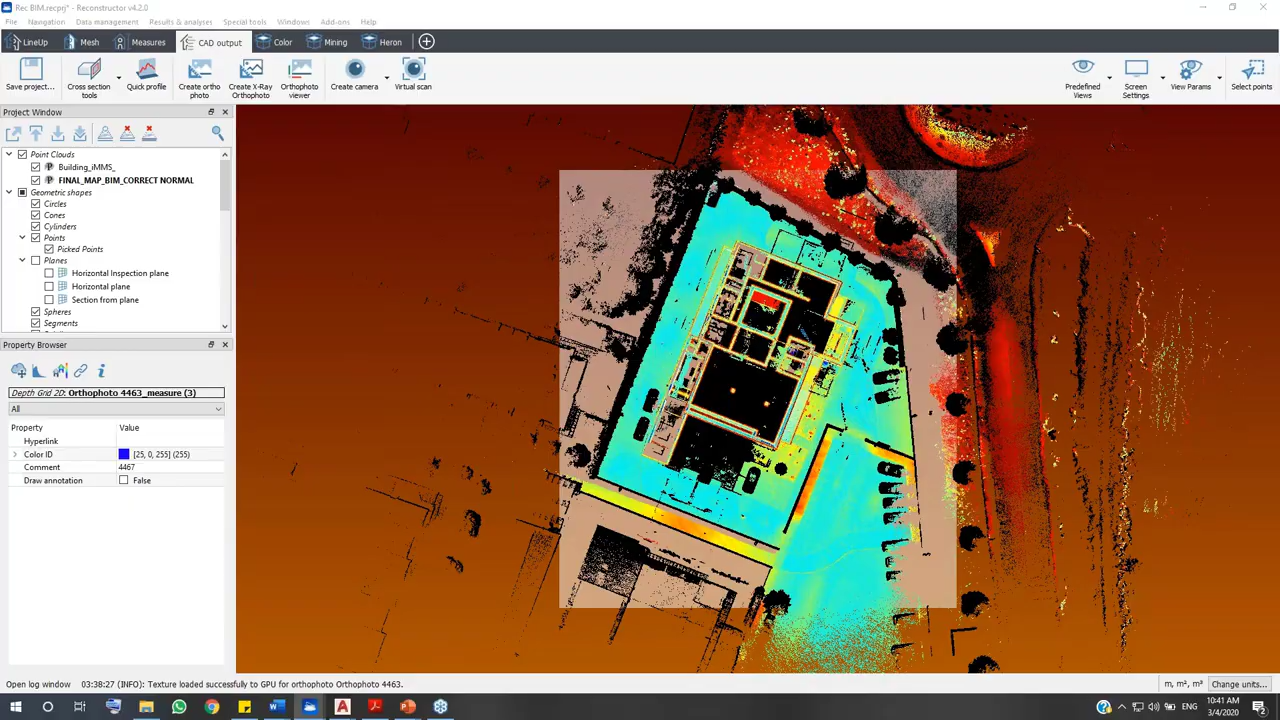 Rec BIM.recprj* - Reconstructor v4.2.0
File Navigation Data management Results & analyses Special tools Windows Add-ons Help
LineUp Mesh Measures CAD output Color Mining Heron
Save project... Cross section tools Quick profile Create ortho photo Create X-Ray Orthophoto Orthophoto viewer Create camera Virtual scan Predefined Views Screen Settings View Params Select points
Project Window
Point Clouds
Building_iMMS_
FINAL_MAP_BIM_CORRECT NORMAL
Geometric shapes
Circles
Cones
Cylinders
Points
Picked Points
Planes
Horizontal Inspection plane
Horizontal plane
Section from plane
Spheres
Segments
Property Browser
Depth Grid 2D: Orthophoto 4463_measure (3)
All
Property Value
Hyperlink
Color ID [25, 0, 255] (255)
Comment 4467
Draw annotation False
Open log window 03:38:27 (INFO): Texture loaded successfully to GPU for orthophoto Orthophoto 4463. m, m², m³ Change units...
ENG
10:41 AM
3/4/2020